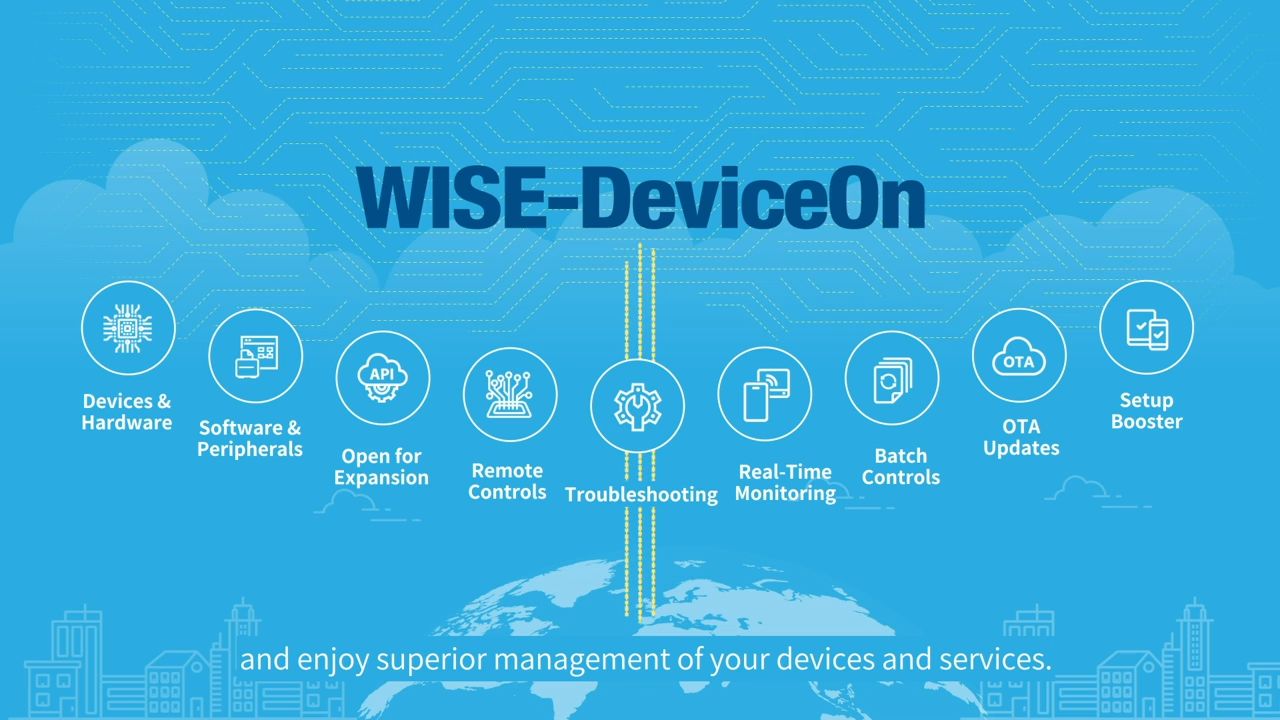 WISE-DeviceOn
Devices &
Hardware
Software &
Peripherals
API
Open for
Expansion
Remote
Controls
Troubleshooting
Real-Time
Monitoring
Batch
Controls
OTA
OTA
Updates
Setup
Booster
and enjoy superior management of your devices and services.